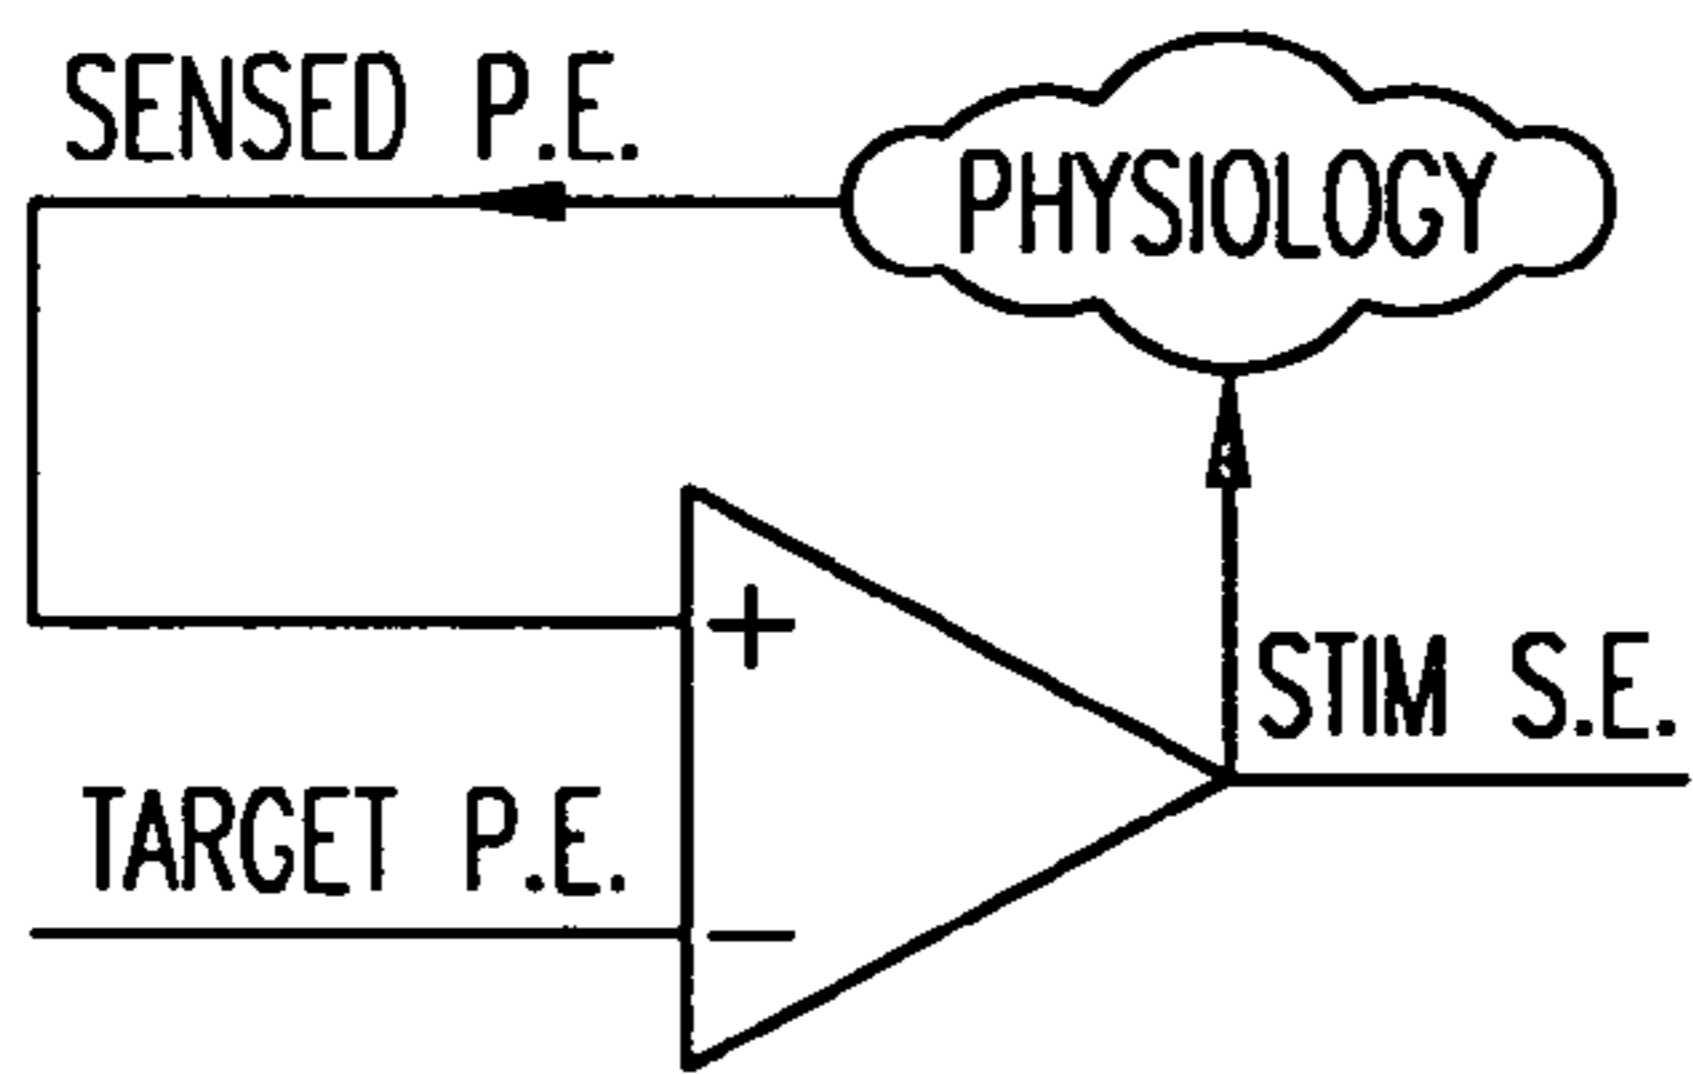 SENSED P.E.
PHYSIOLOGY
+
STIM S.E.
TARGET P.E.
−